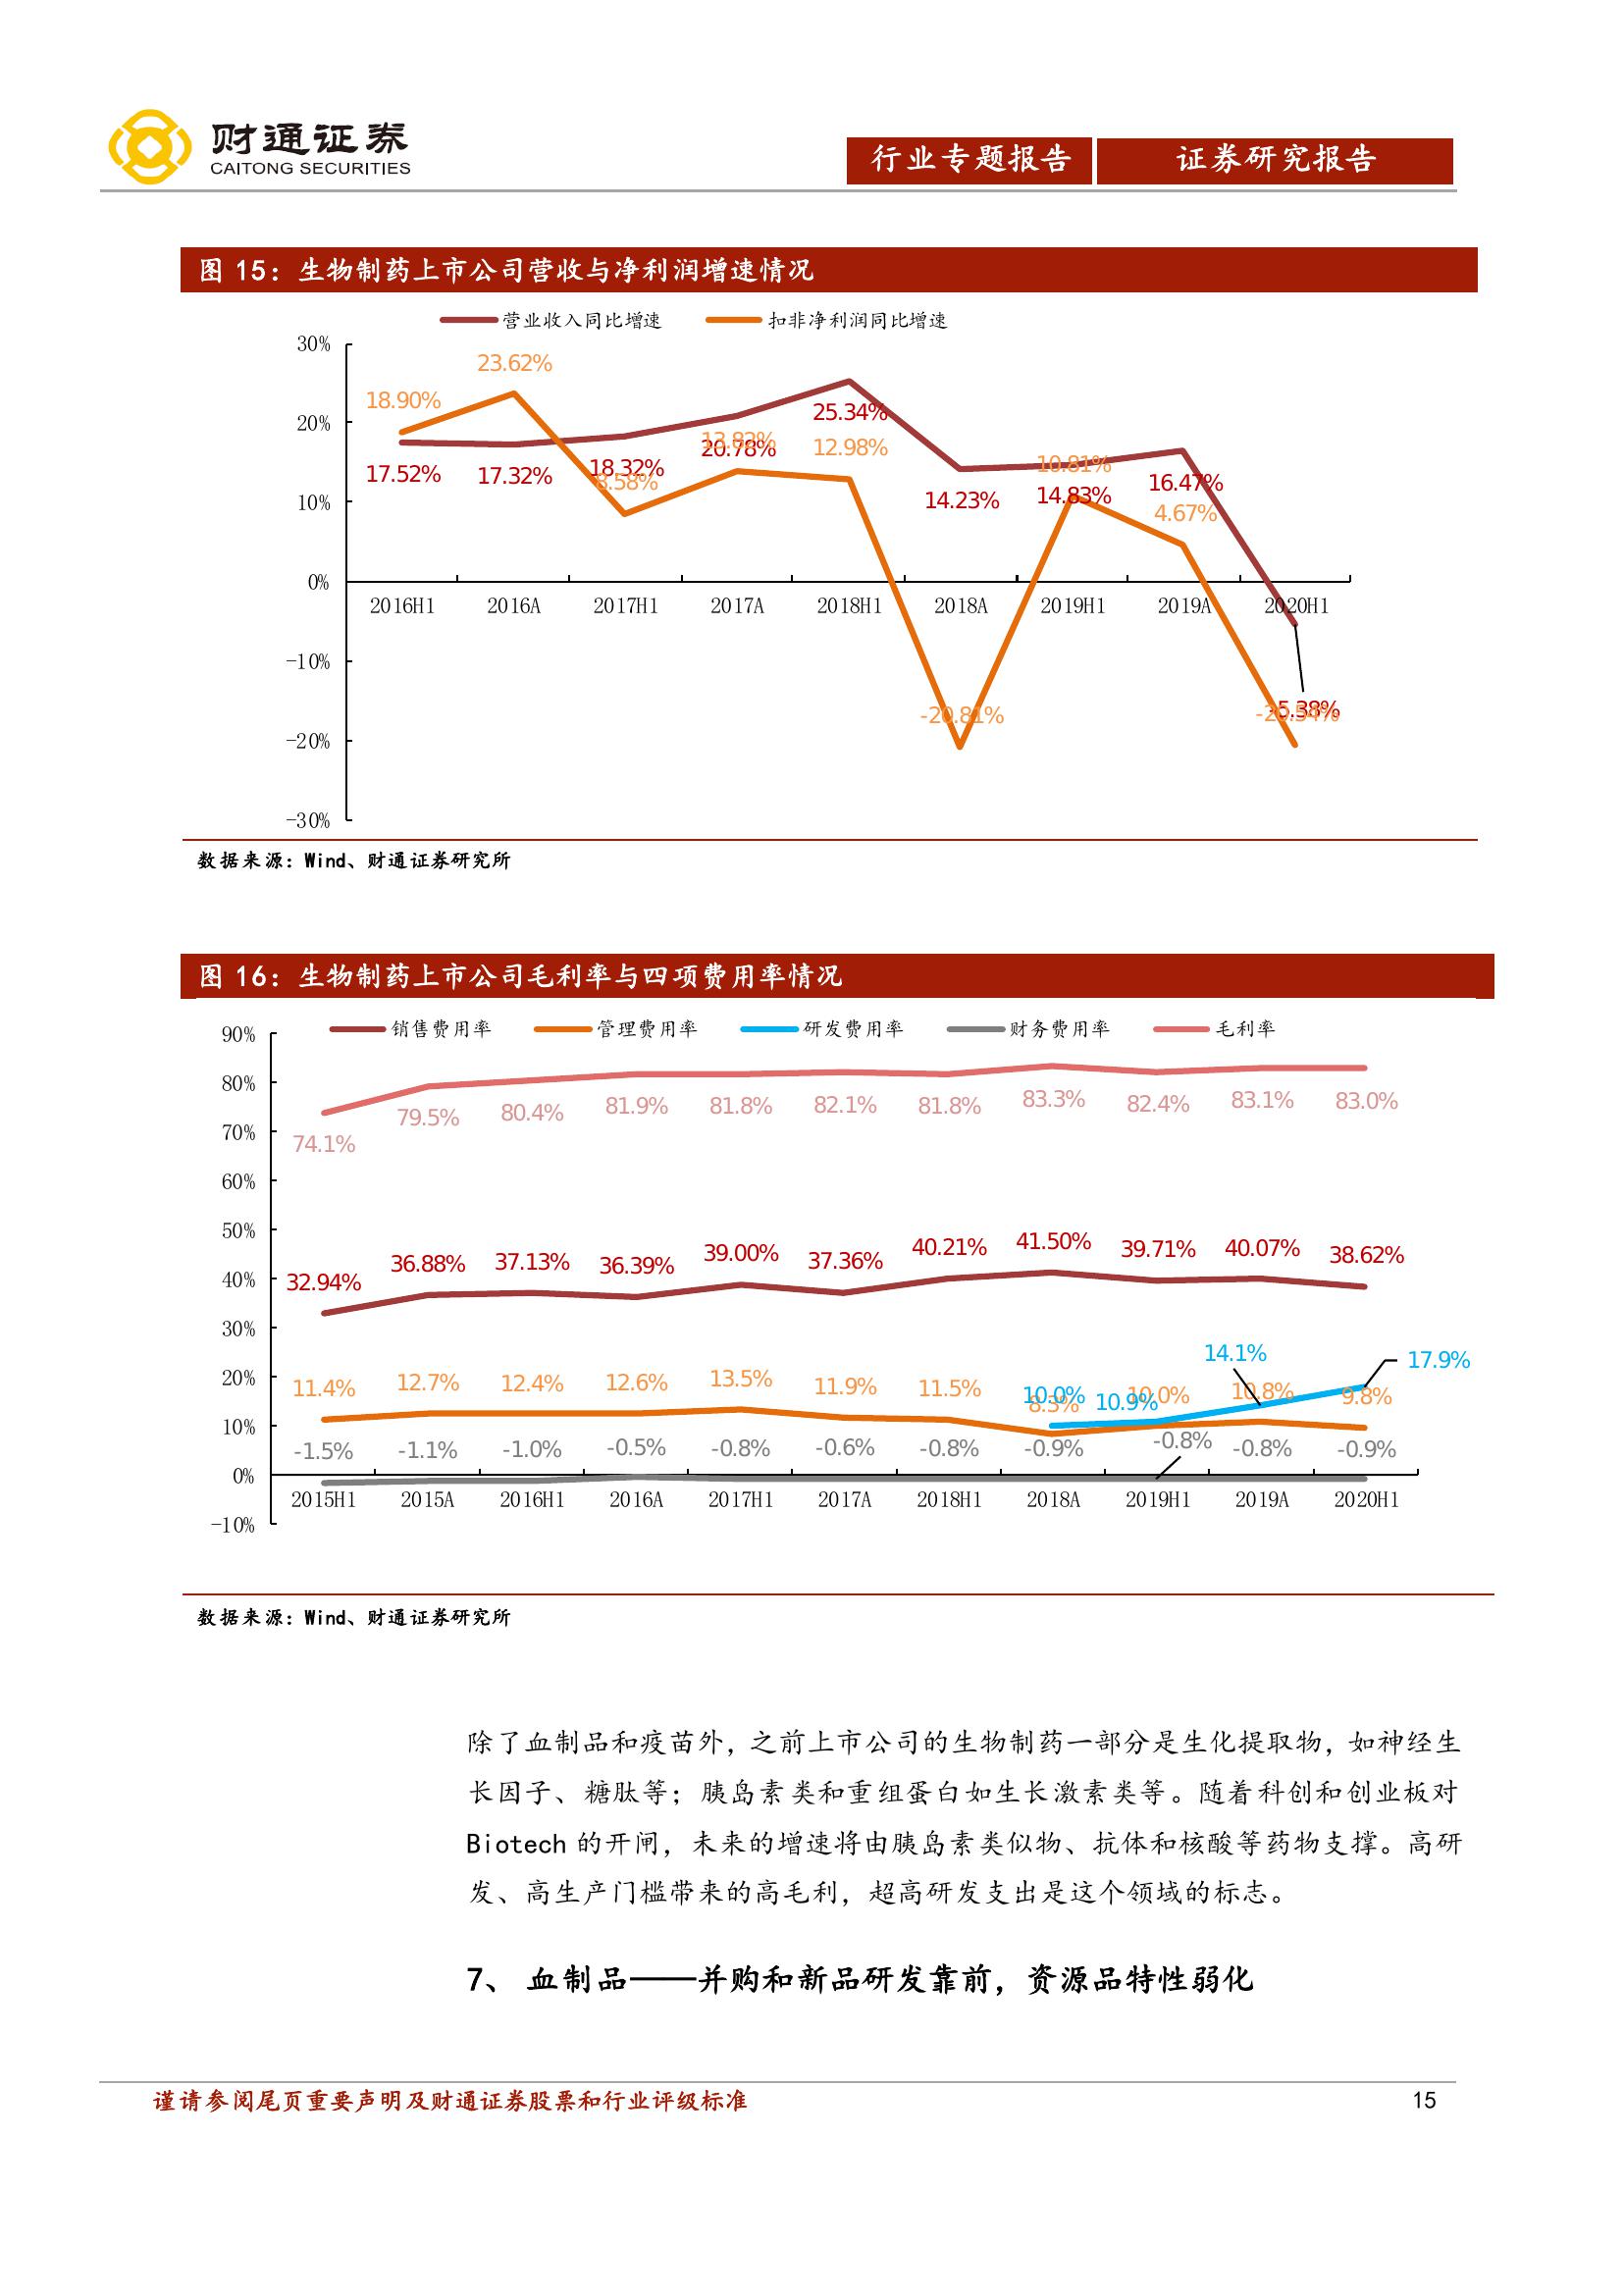 财通证券
CAITONG SECURITIES
行业专题报告 证券研究报告
图 15：生物制药上市公司营收与净利润增速情况
营业收入同比增速 扣非净利润同比增速
30%
20%
10%
0%
-10%
-20%
-30%
18.90% 23.62% 8.58% 13.82% 12.98% -20.81% 10.81% 4.67% -20.54%
17.52% 17.32% 18.32% 20.78% 25.34% 14.23% 14.83% 16.47% -5.38%
2016H1 2016A 2017H1 2017A 2018H1 2018A 2019H1 2019A 2020H1
数据来源：Wind、财通证券研究所
图 16：生物制药上市公司毛利率与四项费用率情况
销售费用率 管理费用率 研发费用率 财务费用率 毛利率
90%
80%
70%
60%
50%
40%
30%
20%
10%
0%
-10%
74.1% 79.5% 80.4% 81.9% 81.8% 82.1% 81.8% 83.3% 82.4% 83.1% 83.0%
32.94% 36.88% 37.13% 36.39% 39.00% 37.36% 40.21% 41.50% 39.71% 40.07% 38.62%
10.0% 10.9% 14.1% 17.9%
11.4% 12.7% 12.4% 12.6% 13.5% 11.9% 11.5% 8.3% 10.0% 10.8% 9.8%
-1.5% -1.1% -1.0% -0.5% -0.8% -0.6% -0.8% -0.9% -0.8% -0.8% -0.9%
2015H1 2015A 2016H1 2016A 2017H1 2017A 2018H1 2018A 2019H1 2019A 2020H1
数据来源：Wind、财通证券研究所
除了血制品和疫苗外，之前上市公司的生物制药一部分是生化提取物，如神经生
长因子、糖肽等；胰岛素类和重组蛋白如生长激素类等。随着科创和创业板对
Biotech 的开闸，未来的增速将由胰岛素类似物、抗体和核酸等药物支撑。高研
发、高生产门槛带来的高毛利，超高研发支出是这个领域的标志。
7、 血制品——并购和新品研发靠前，资源品特性弱化
谨请参阅尾页重要声明及财通证券股票和行业评级标准 15